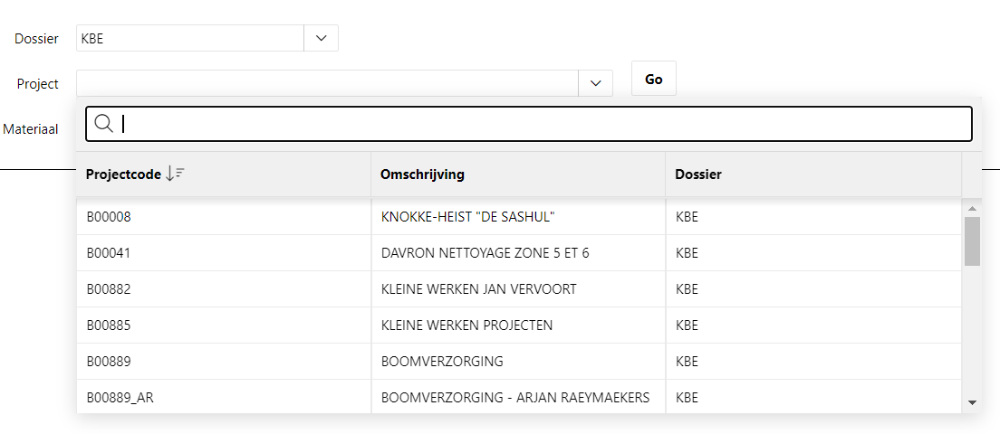 Dossier KBE
Project Go
Materiaal
Projectcode Omschrijving Dossier
B00008 KNOKKE-HEIST "DE SASHUL" KBE
B00041 DAVRON NETTOYAGE ZONE 5 ET 6 KBE
B00882 KLEINE WERKEN JAN VERVOORT KBE
B00885 KLEINE WERKEN PROJECTEN KBE
B00889 BOOMVERZORGING KBE
B00889_AR BOOMVERZORGING - ARJAN RAEYMAEKERS KBE